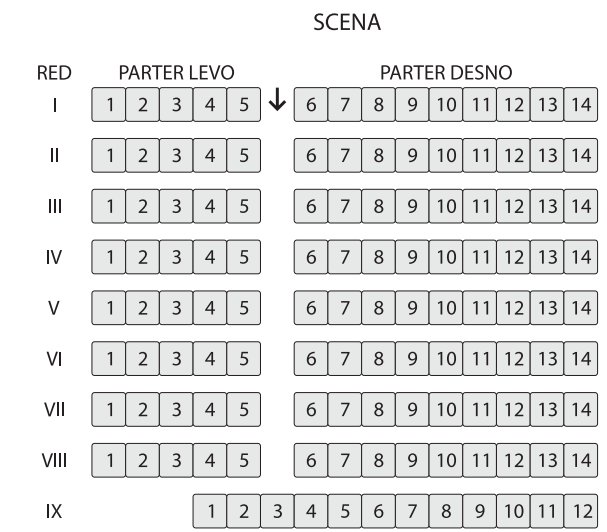 SCENA
RED PARTER LEVO PARTER DESNO
I 1 2 3 4 5 ↓ 6 7 8 9 10 11 12 13 14
II 1 2 3 4 5 6 7 8 9 10 11 12 13 14
III 1 2 3 4 5 6 7 8 9 10 11 12 13 14
IV 1 2 3 4 5 6 7 8 9 10 11 12 13 14
V 1 2 3 4 5 6 7 8 9 10 11 12 13 14
VI 1 2 3 4 5 6 7 8 9 10 11 12 13 14
VII 1 2 3 4 5 6 7 8 9 10 11 12 13 14
VIII 1 2 3 4 5 6 7 8 9 10 11 12 13 14
IX 1 2 3 4 5 6 7 8 9 10 11 12